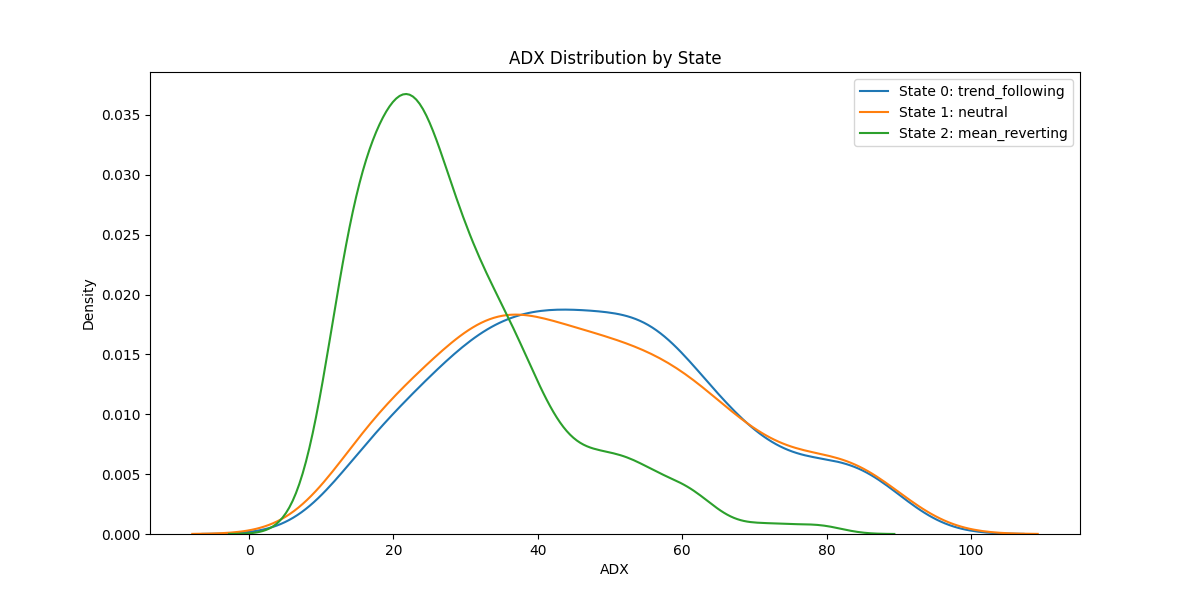 ADX Distribution by State
State 0: trend_following
State 1: neutral
State 2: mean_reverting
Density
0.035
0.030
0.025
0.020
0.015
0.010
0.005
0.000
0 20 40 60 80 100
ADX